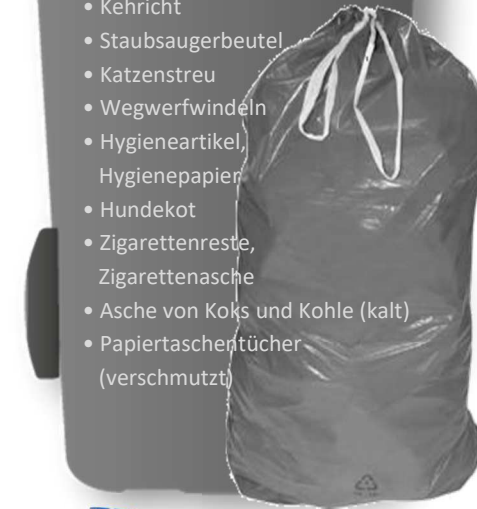 • Kehricht
• Staubsaugerbeutel
• Katzenstreu
• Wegwerfwindeln
• Hygieneartikel,
Hygienepapier
• Hundekot
• Zigarettenreste,
Zigarettenasche
• Asche von Koks und Kohle (kalt)
• Papiertaschentücher
(verschmutzt)